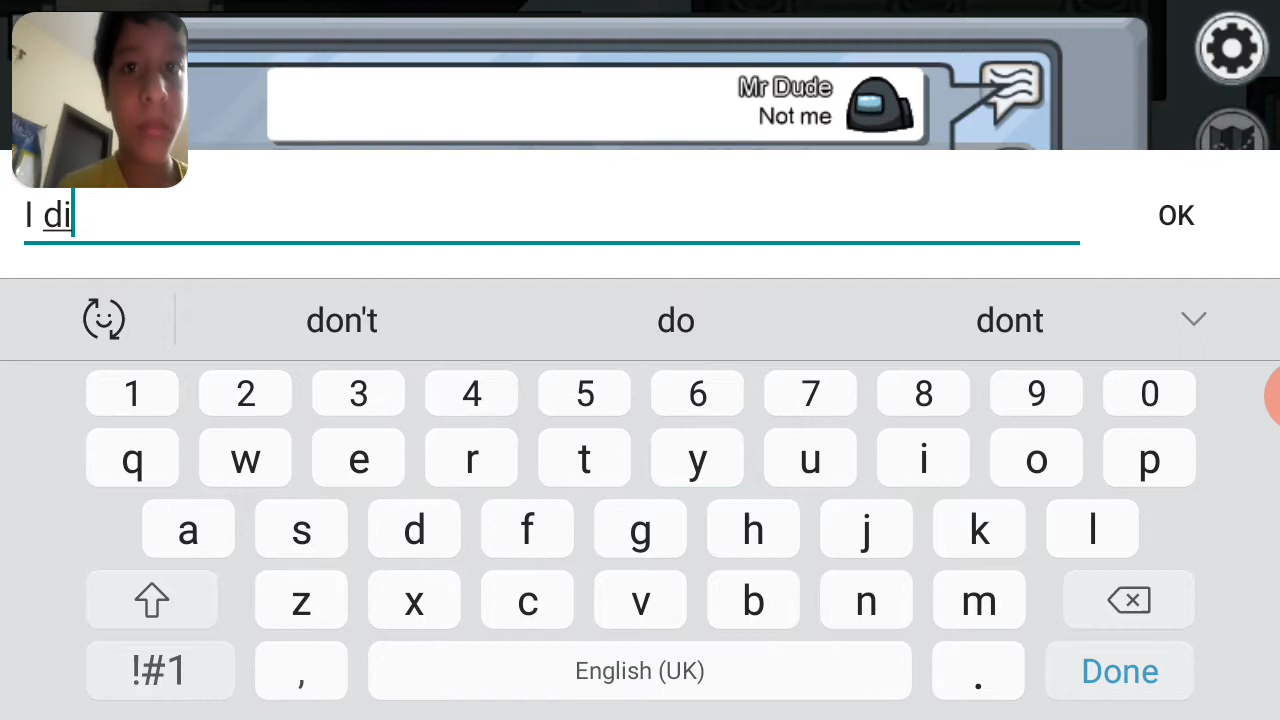 Mr Dude
Not me
I di
OK
don't do dont
1 2 3 4 5 6 7 8 9 0
q w e r t y u i o p
a s d f g h j k l
z x c v b n m
!#1 , English (UK) . Done